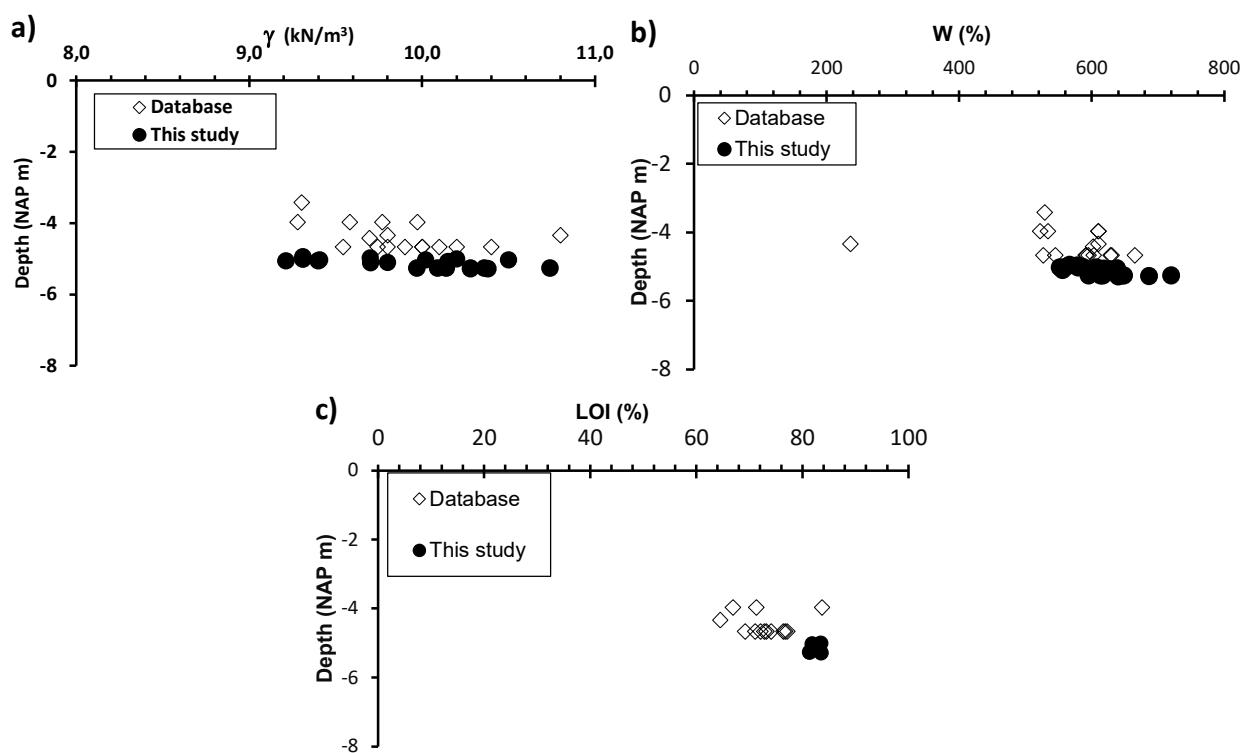 a)
γ (kN/m³)
8,0 9,0 10,0 11,0
0
-2
-4
-6
-8
Depth (NAP m)
Database
This study
b)
W (%)
0 200 400 600 800
0
-2
-4
-6
-8
Depth (NAP m)
Database
This study
c)
LOI (%)
0 20 40 60 80 100
0
-2
-4
-6
-8
Depth (NAP m)
Database
This study